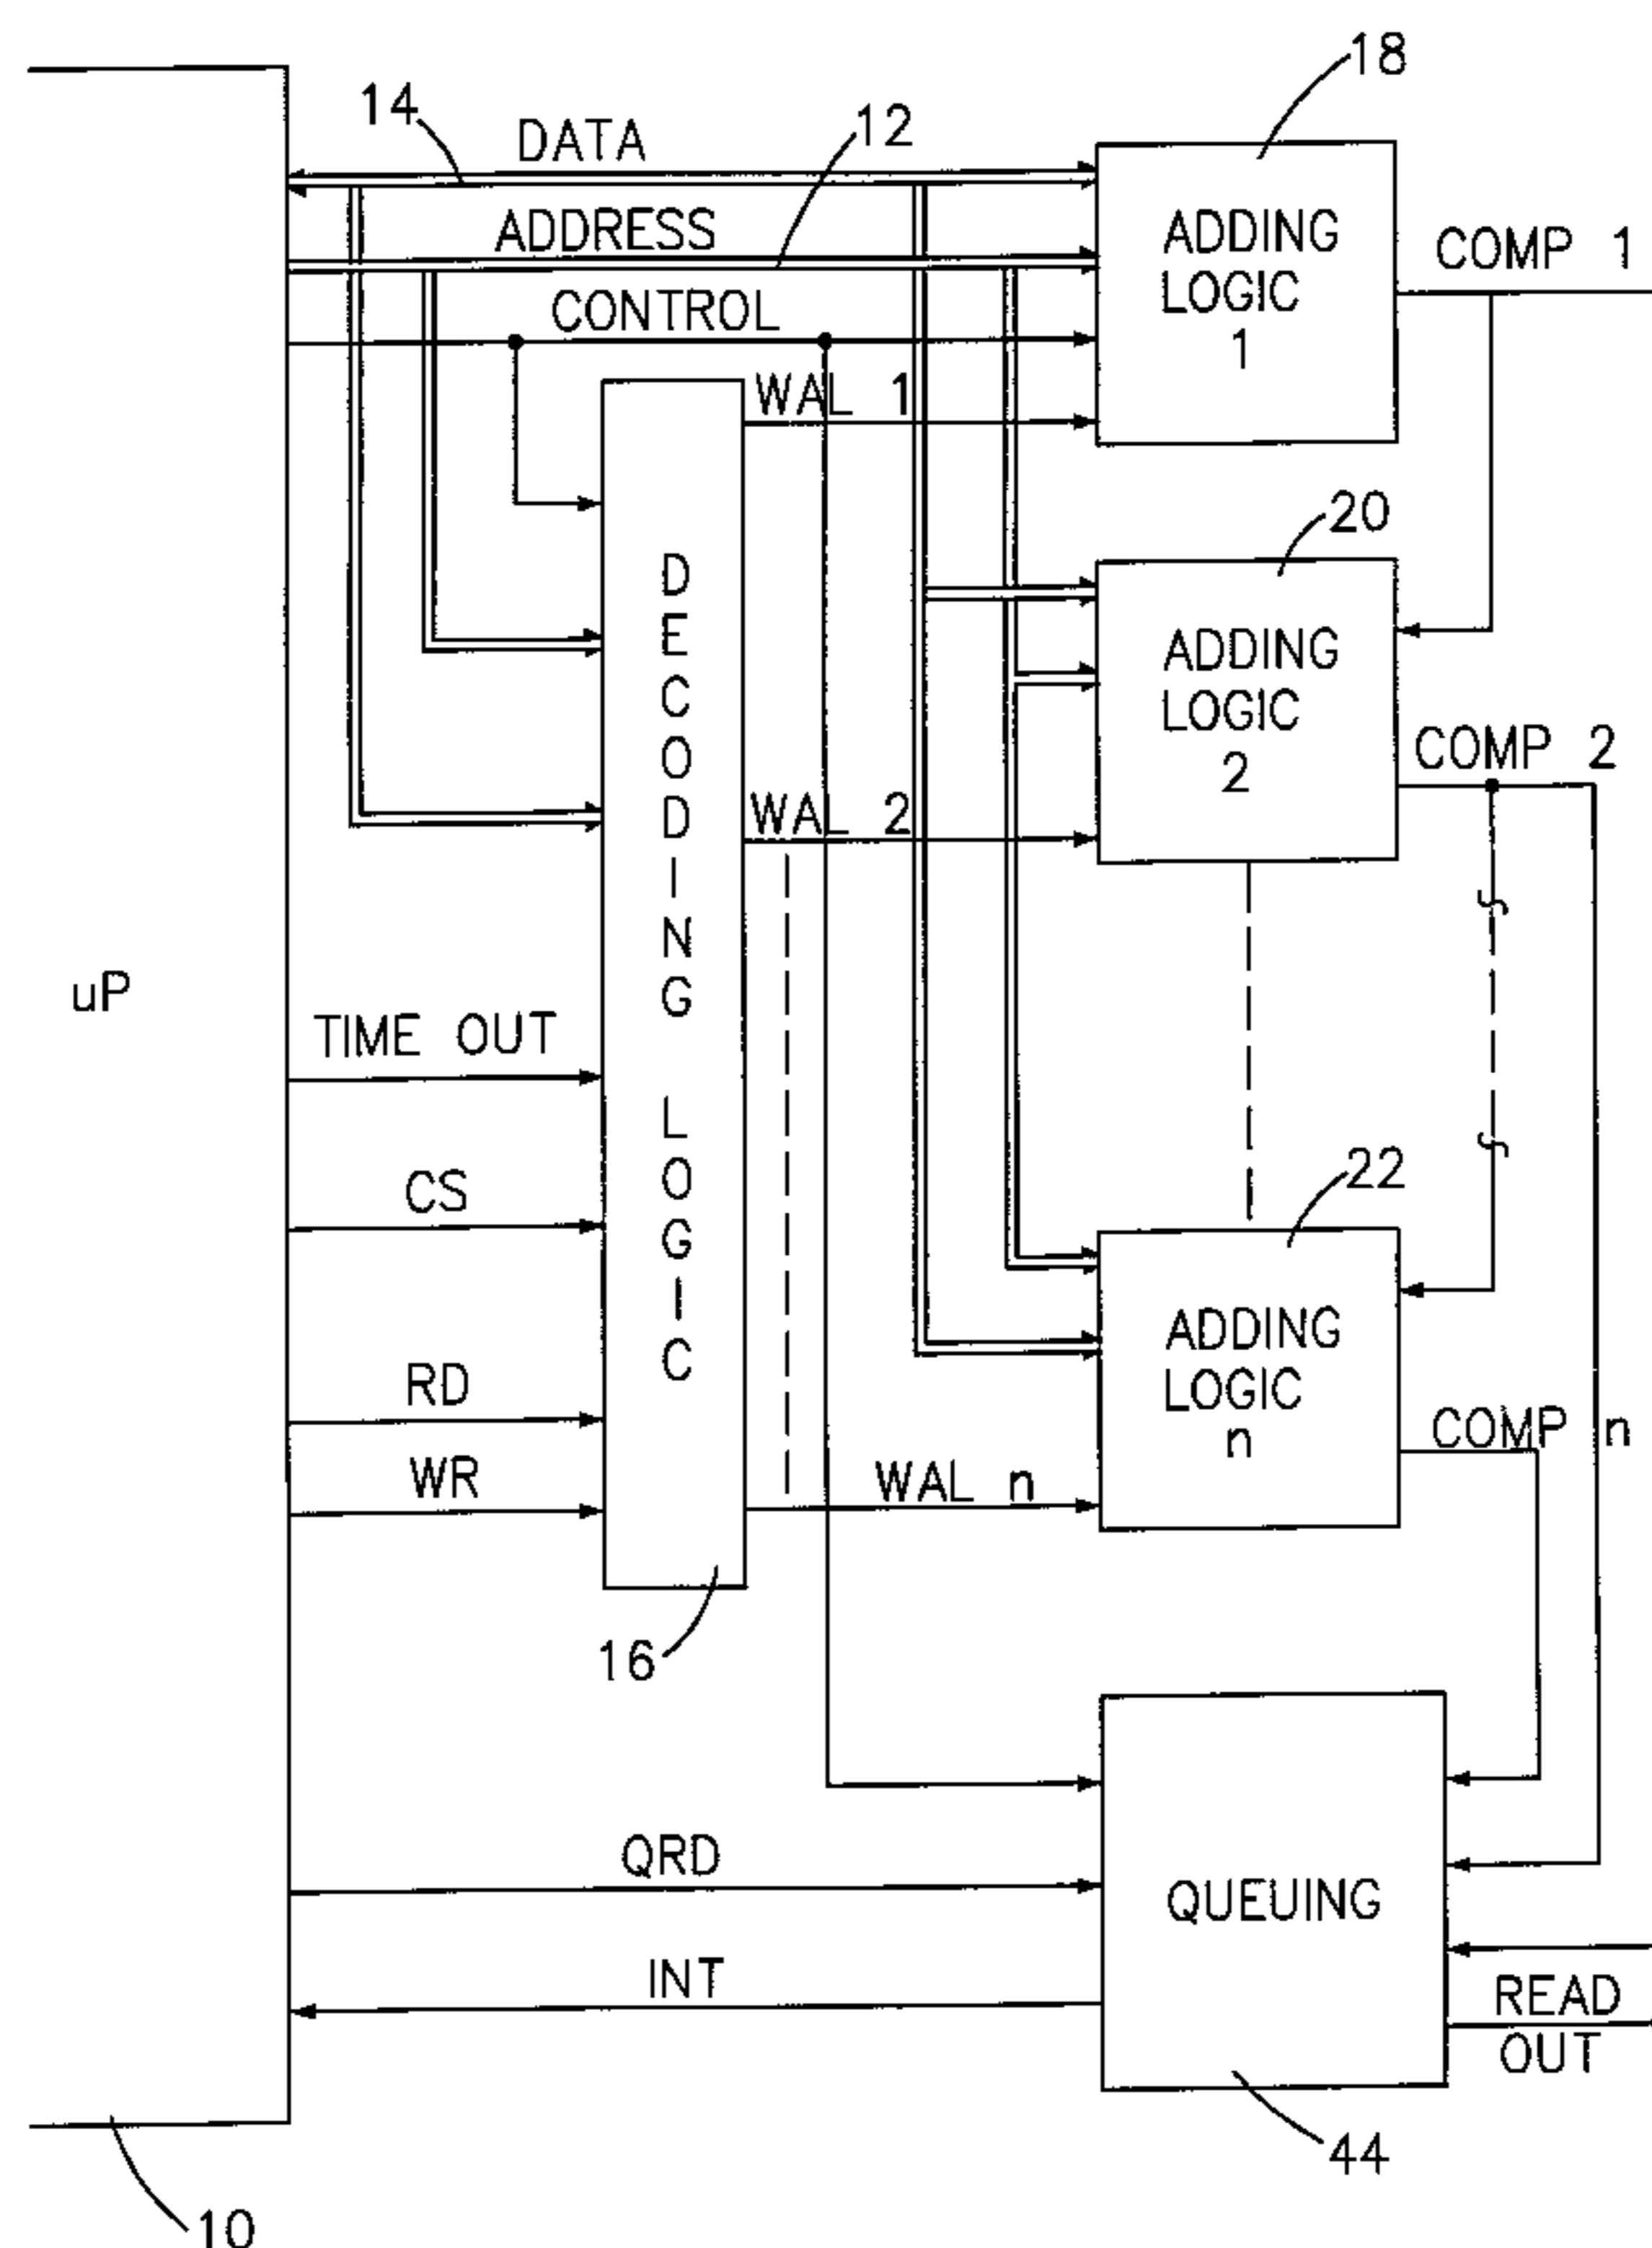 18
14
DATA
12
ADDRESS
CONTROL
ADDING
LOGIC
1
COMP 1
WAL 1
20
DECODING LOGIC
ADDING
LOGIC
2
COMP 2
WAL 2
uP
TIME OUT
CS
22
ADDING
LOGIC
n
RD
COMP n
WR
WAL n
16
QRD
QUEUING
INT
READ
OUT
44
10